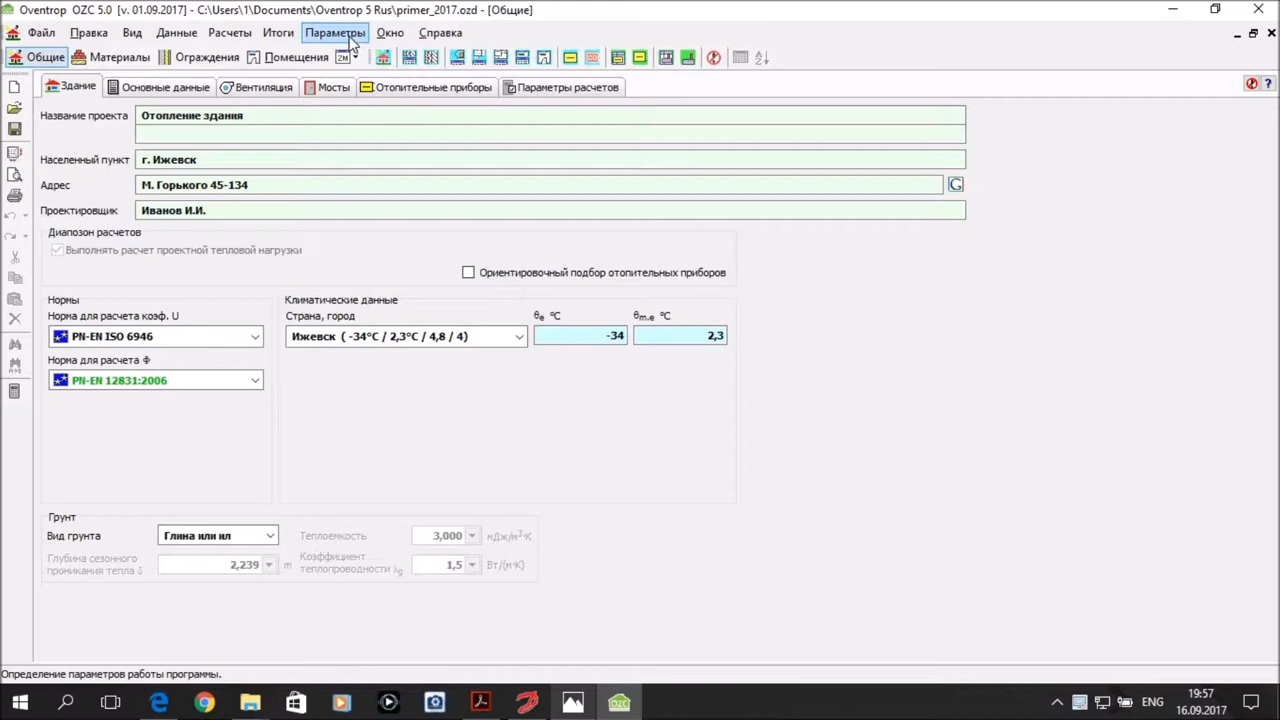 Oventrop OZC 5.0 [v. 01.09.2017] - C:\Users\1\Documents\Oventrop 5 Rus\primer_2017.ozd - [Общие]
Файл Правка Вид Данные Расчеты Итоги Параметры Окно Справка
Общие Материалы Ограждения Помещения
Здание Основные данные Вентиляция Мосты Отопительные приборы Параметры расчетов
Название проекта Отопление здания
Населенный пункт г. Ижевск
Адрес М. Горького 45-134 G
Проектировщик Иванов И.И.
Диапозон расчетов
Выполнять расчет проектной тепловой нагрузки
Ориентировочный подбор отопительных приборов
Нормы Климатические данные
Норма для расчета коэф. U Страна, город θe °C θm.e °C
PN-EN ISO 6946 Ижевск ( -34°C / 2,3°C / 4,8 / 4) -34 2,3
Норма для расчета Ф
PN-EN 12831:2006
Грунт
Вид грунта Глина или ил Теплоемкость 3,000 нДж/м³·К
Глубина сезонного проникания тепла δ 2,239 m Коэффициент теплопроводности λg 1,5 Вт/(м·К)
Определение параметров работы программы.
ENG 19:57
16.09.2017